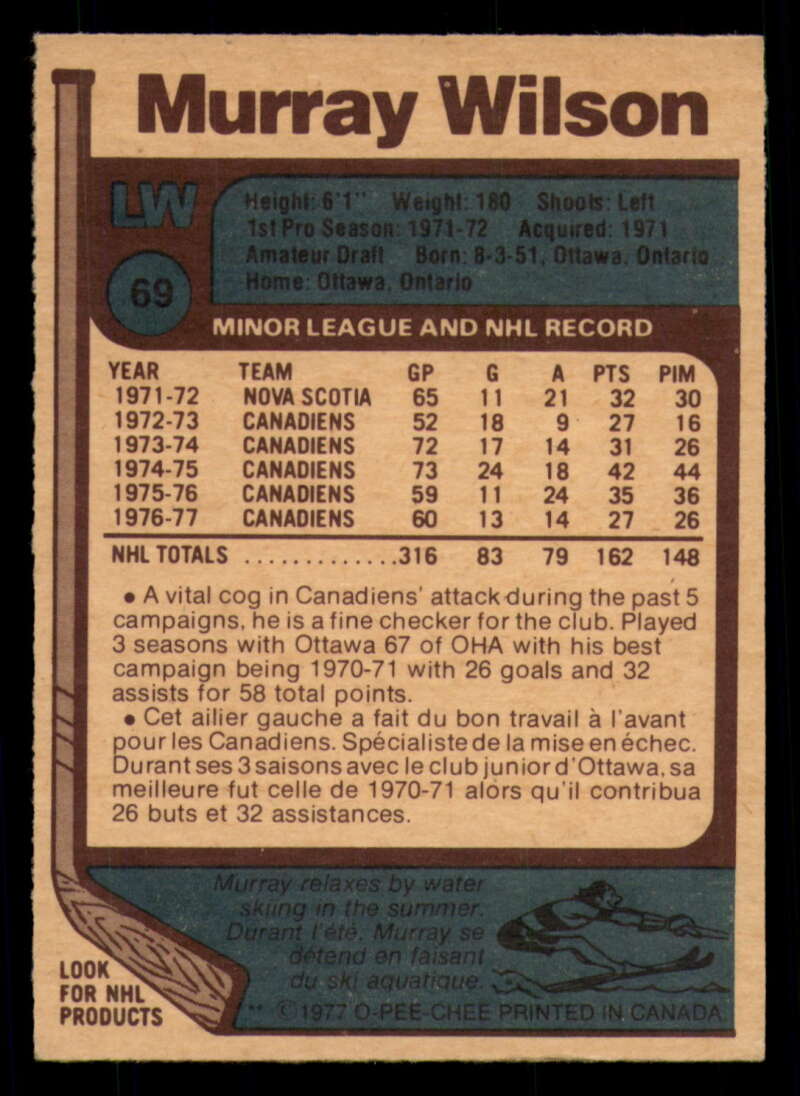 Murray Wilson
LW
Height: 6'1" Weight: 180 Shoots: Left
1st Pro Season: 1971-72 Acquired: 1971
Amateur Draft Born: 8-3-51, Ottawa, Ontario
Home: Ottawa, Ontario
69
MINOR LEAGUE AND NHL RECORD
YEAR TEAM GP G A PTS PIM
1971-72 NOVA SCOTIA 65 11 21 32 30
1972-73 CANADIENS 52 18 9 27 16
1973-74 CANADIENS 72 17 14 31 26
1974-75 CANADIENS 73 24 18 42 44
1975-76 CANADIENS 59 11 24 35 36
1976-77 CANADIENS 60 13 14 27 26
NHL TOTALS .............316 83 79 162 148
• A vital cog in Canadiens' attack during the past 5
campaigns, he is a fine checker for the club. Played
3 seasons with Ottawa 67 of OHA with his best
campaign being 1970-71 with 26 goals and 32
assists for 58 total points.
• Cet ailier gauche a fait du bon travail à l'avant
pour les Canadiens. Spécialiste de la mise en échec.
Durant ses 3 saisons avec le club junior d'Ottawa, sa
meilleure fut celle de 1970-71 alors qu'il contribua
26 buts et 32 assistances.
Murray relaxes by water
skiing in the summer.
Durant l'été, Murray se
détend en faisant
du ski aquatique.
LOOK
FOR NHL
PRODUCTS
** ©1977 O-PEE-CHEE PRINTED IN CANADA